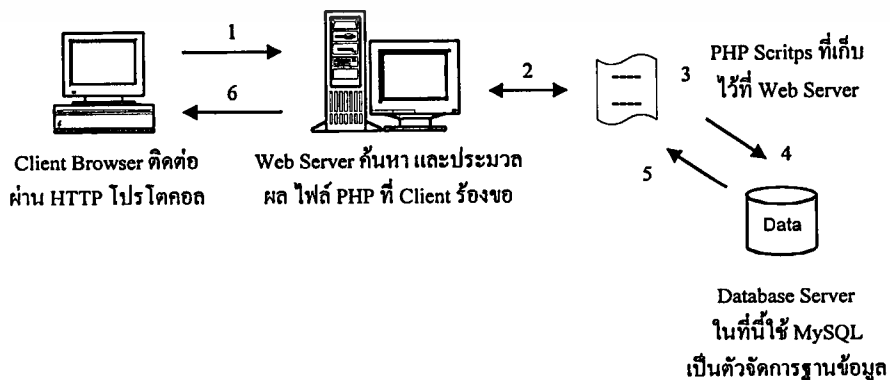 1
6
2
3
4
5
PHP Scritps ที่เก็บ
ไว้ที่ Web Server
Client Browser ติดต่อ
ผ่าน HTTP โปรโตคอล
Web Server ค้นหา และประมวล
ผล ไฟล์ PHP ที่ Client ร้องขอ
Data
Database Server
ในที่นี้ใช้ MySQL
เป็นตัวจัดการฐานข้อมูล